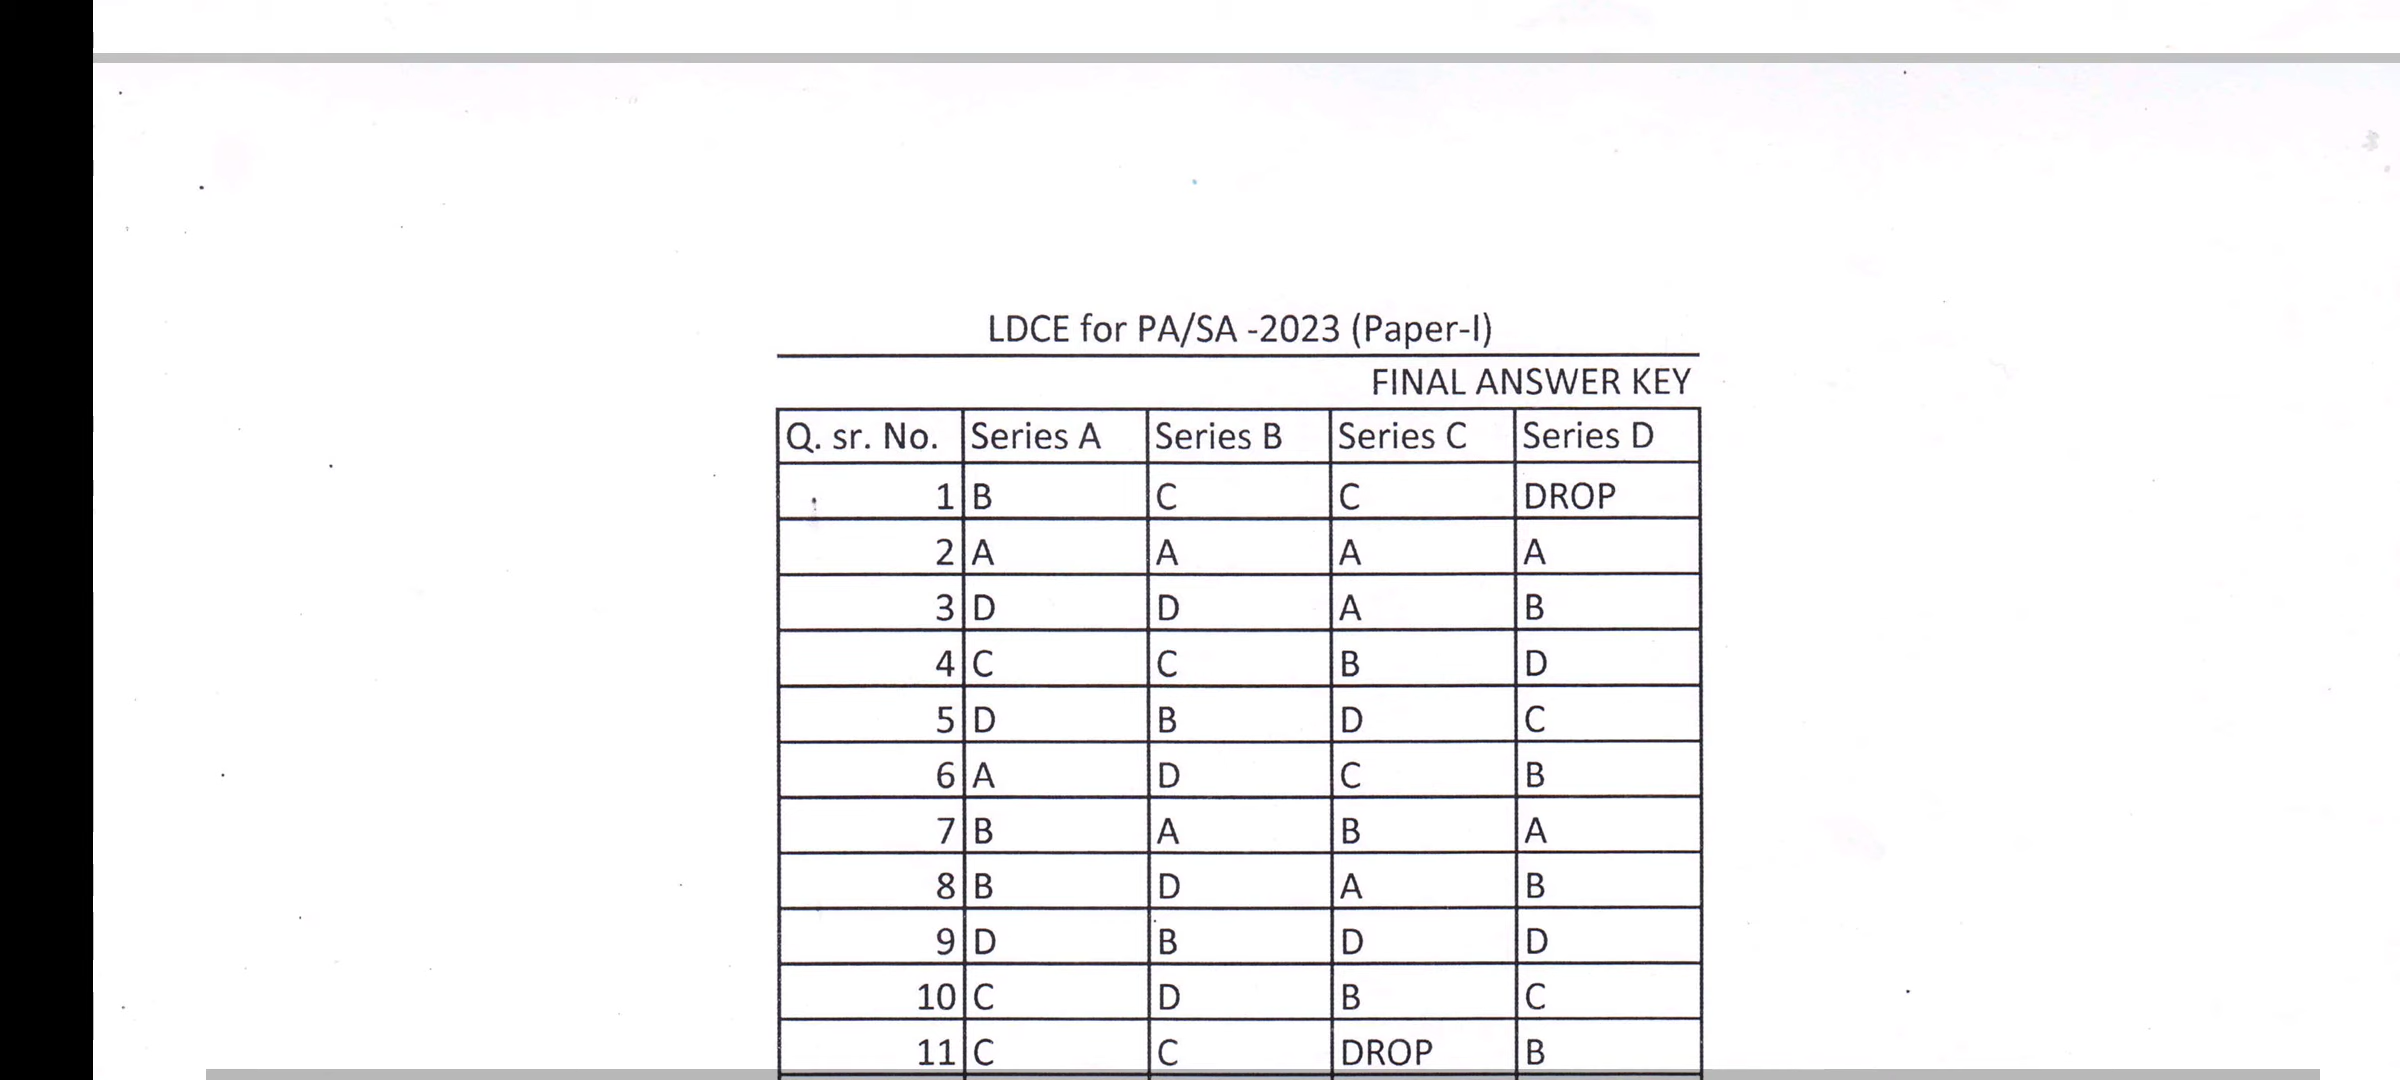 LDCE for PA/SA -2023 (Paper-I)
FINAL ANSWER KEY
Q. sr. No. Series A Series B Series C Series D
1 B C C DROP
2 A A A A
3 D D A B
4 C C B D
5 D B D C
6 A D C B
7 B A B A
8 B D A B
9 D B D D
10 C D B C
11 C C DROP B